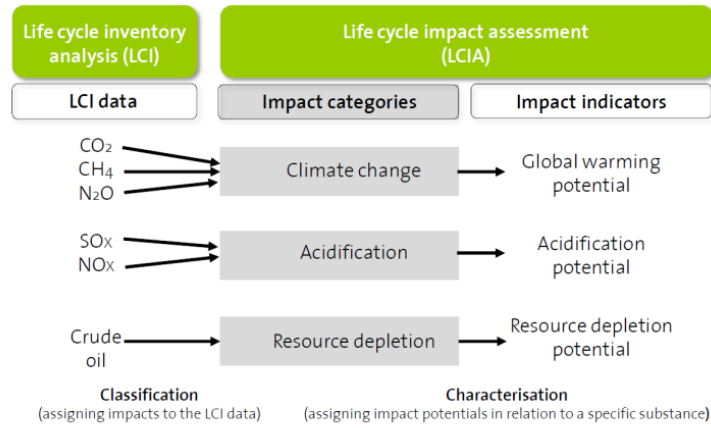 Life cycle inventory
analysis (LCI)
Life cycle impact assessment
(LCIA)
LCI data
Impact categories
Impact indicators
CO₂
CH₄
N₂O
Climate change
Global warming
potential
SOx
NOx
Acidification
Acidification
potential
Crude
oil
Resource depletion
Resource depletion
potential
Classification
(assigning impacts to the LCI data)
Characterisation
(assigning impact potentials in relation to a specific substance)